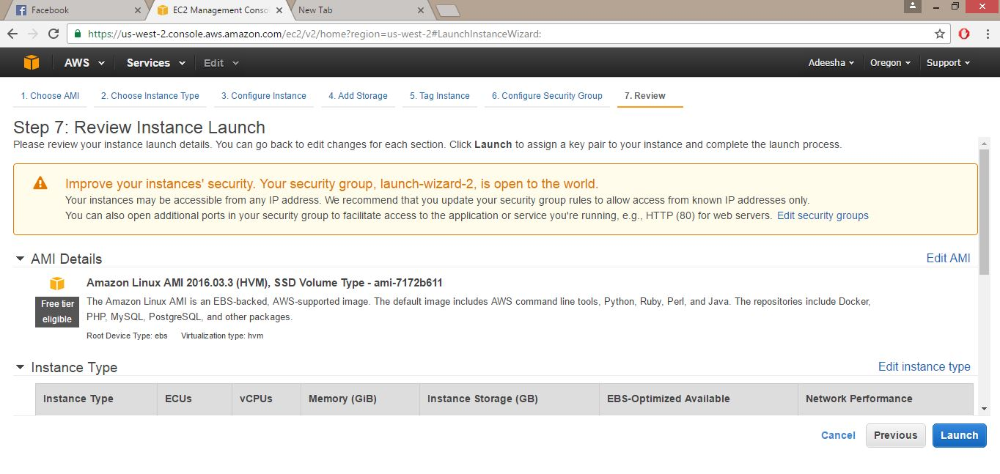 Facebook
EC2 Management Conso
New Tab
https://us-west-2.console.aws.amazon.com/ec2/v2/home?region=us-west-2#LaunchInstanceWizard:
AWS Services Edit Adeesha Oregon Support
1. Choose AMI 2. Choose Instance Type 3. Configure Instance 4. Add Storage 5. Tag Instance 6. Configure Security Group 7. Review
Step 7: Review Instance Launch
Please review your instance launch details. You can go back to edit changes for each section. Click Launch to assign a key pair to your instance and complete the launch process.
Improve your instances' security. Your security group, launch-wizard-2, is open to the world.
Your instances may be accessible from any IP address. We recommend that you update your security group rules to allow access from known IP addresses only.
You can also open additional ports in your security group to facilitate access to the application or service you're running, e.g., HTTP (80) for web servers. Edit security groups
AMI Details Edit AMI
Amazon Linux AMI 2016.03.3 (HVM), SSD Volume Type - ami-7172b611
Free tier
eligible
The Amazon Linux AMI is an EBS-backed, AWS-supported image. The default image includes AWS command line tools, Python, Ruby, Perl, and Java. The repositories include Docker,
PHP, MySQL, PostgreSQL, and other packages.
Root Device Type: ebs Virtualization type: hvm
Instance Type Edit instance type
Instance Type ECUs vCPUs Memory (GiB) Instance Storage (GB) EBS-Optimized Available Network Performance
Cancel Previous Launch